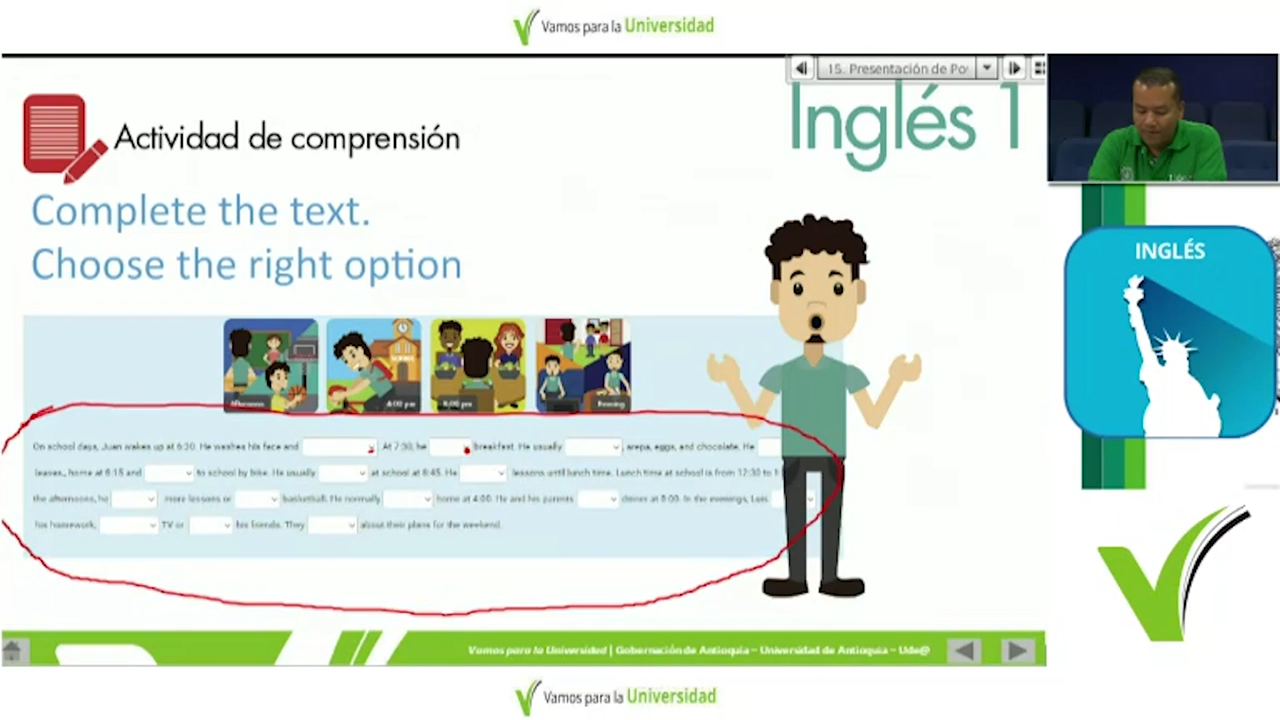 Vamos para la Universidad
15. Presentación de Po
Inglés 1
Actividad de comprensión
Complete the text.
Choose the right option
INGLÉS
SCHOOL
Afternoon
4:00 pm
8:00 pm
Evening
On school days, Juan wakes up at 6:30. He washes his face and . At 7:30, he breakfast. He usually , arepa, eggs, and chocolate. He
leaves, home at 8:15 and to school by bike. He usually at school at 8:45. He lessons until lunch time. Lunch time at school is from 12:30 to
the afternoons, he more lessons or basketball. He normally home at 4:00. He and his parents dinner at 8:00. In the evenings, Luis
his homework, TV or his friends. They about their plans for the weekend.
Vamos para la Universidad | Gobernación de Antioquia – Universidad de Antioquia – Ude@
Vamos para la Universidad